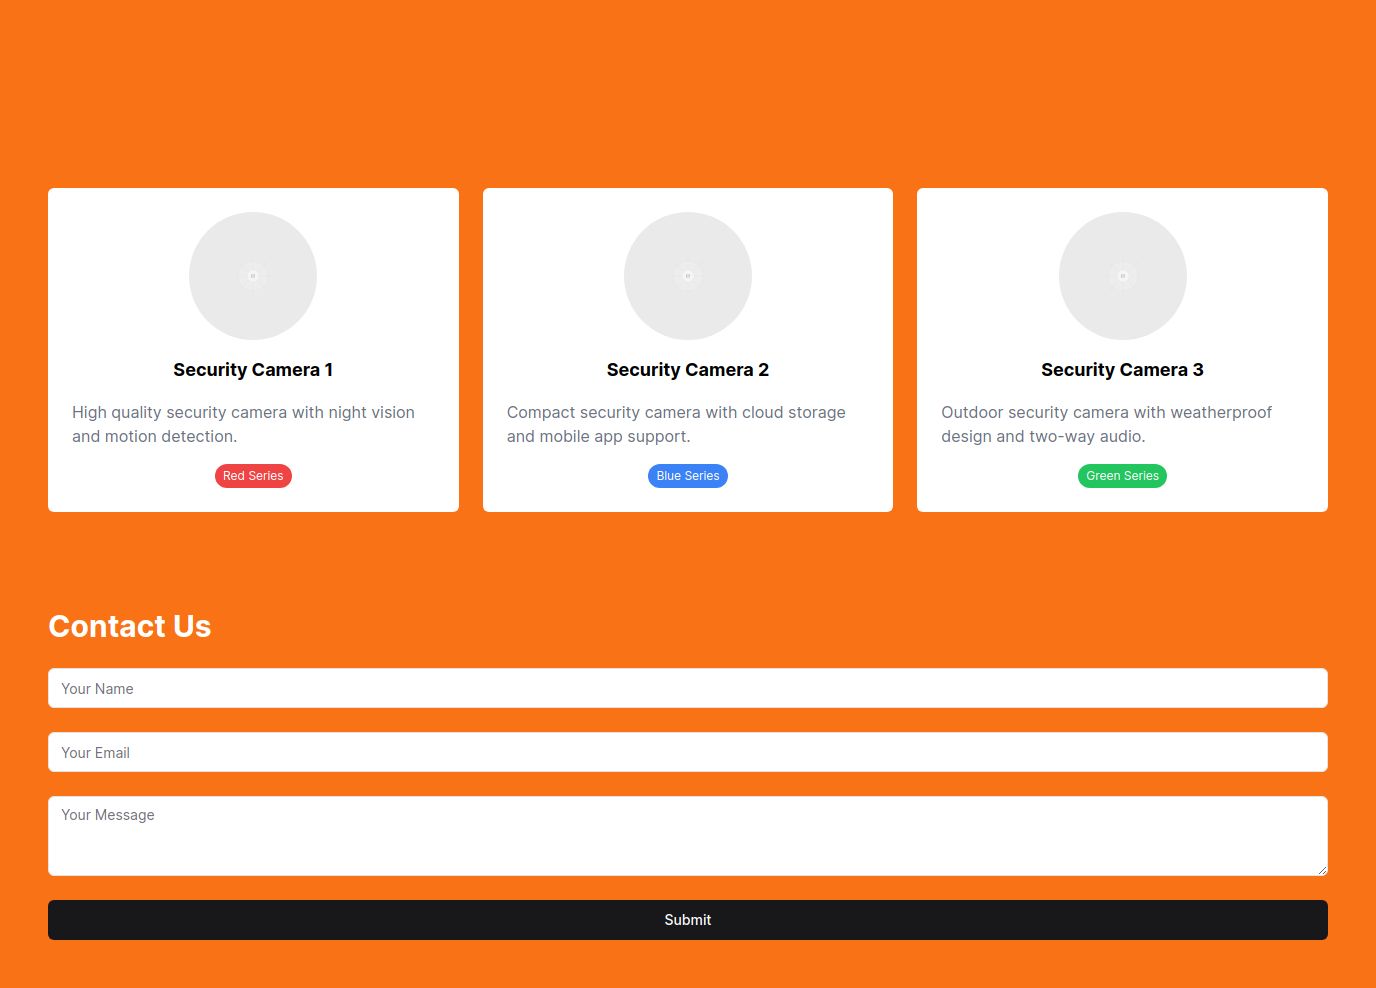 Security Camera 1
High quality security camera with night vision
and motion detection.
Red Series
Security Camera 2
Compact security camera with cloud storage
and mobile app support.
Blue Series
Security Camera 3
Outdoor security camera with weatherproof
design and two-way audio.
Green Series
Contact Us
Your Name
Your Email
Your Message
Submit